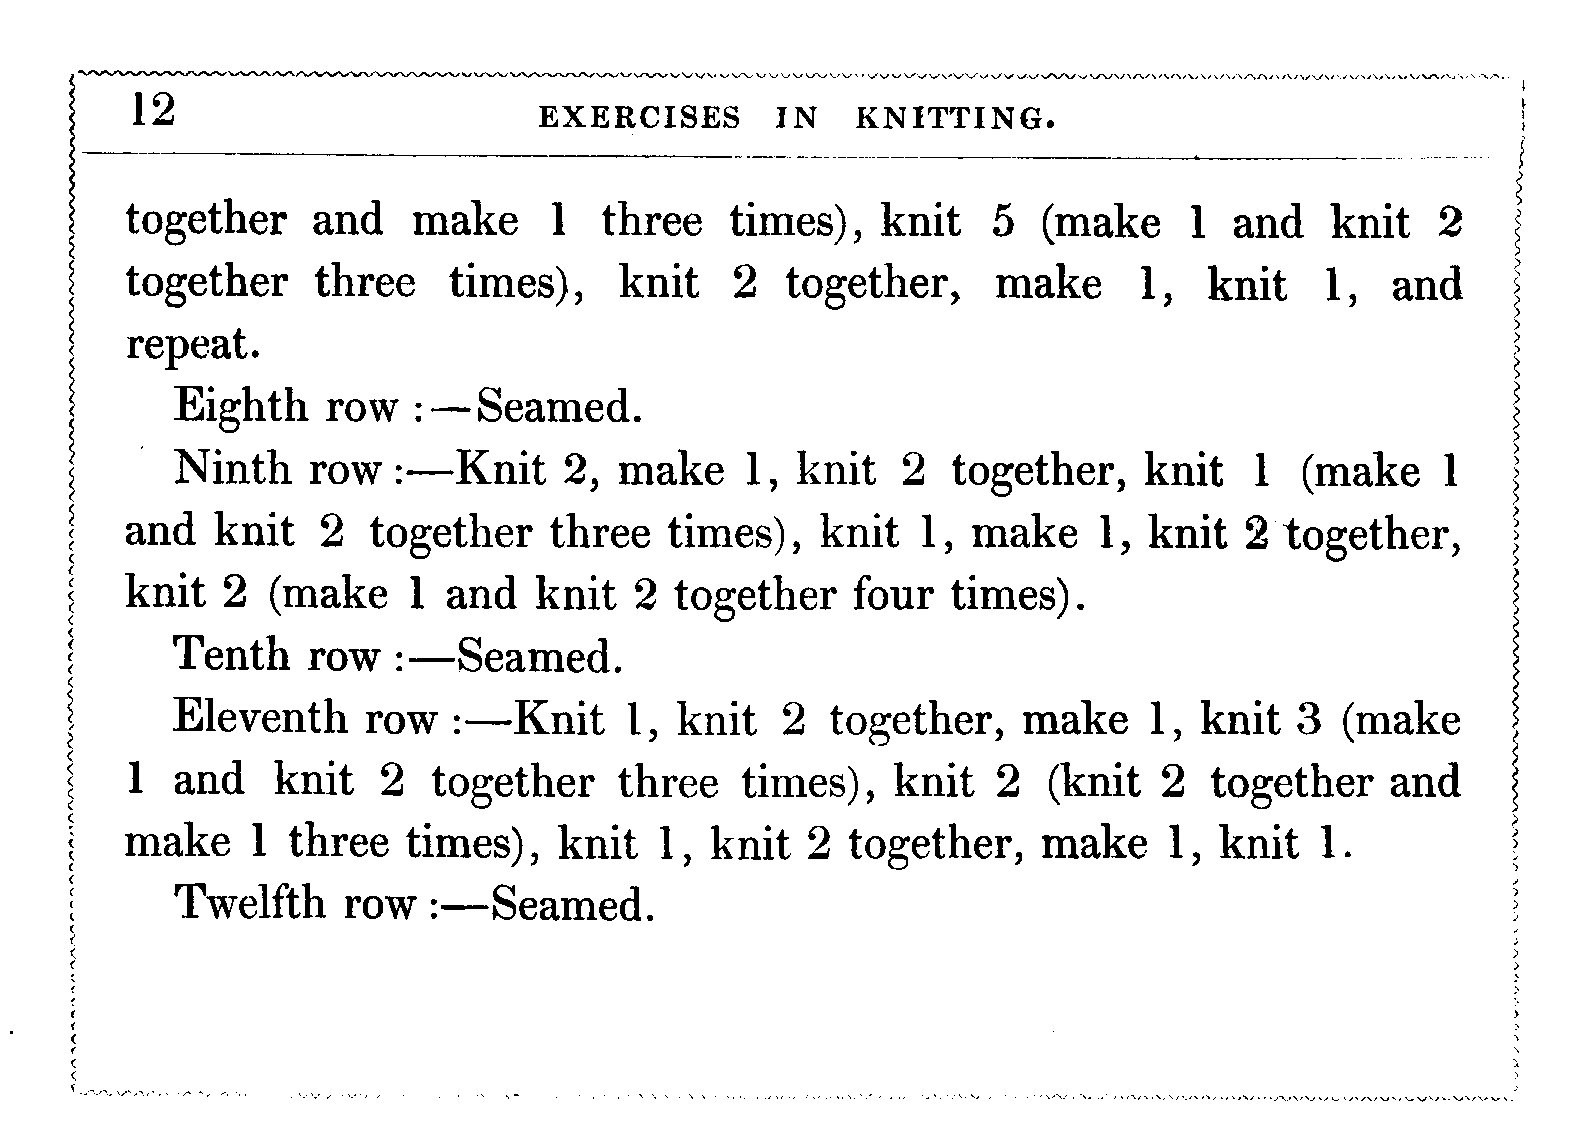 12 EXERCISES IN KNITTING.
together and make 1 three times), knit 5 (make 1 and knit 2
together three times), knit 2 together, make 1, knit 1, and
repeat.
Eighth row :—Seamed.
Ninth row :—Knit 2, make 1, knit 2 together, knit 1 (make 1
and knit 2 together three times), knit 1, make 1, knit 2 together,
knit 2 (make 1 and knit 2 together four times).
Tenth row :—Seamed.
Eleventh row :—Knit 1, knit 2 together, make 1, knit 3 (make
1 and knit 2 together three times), knit 2 (knit 2 together and
make 1 three times), knit 1, knit 2 together, make 1, knit 1.
Twelfth row :—Seamed.